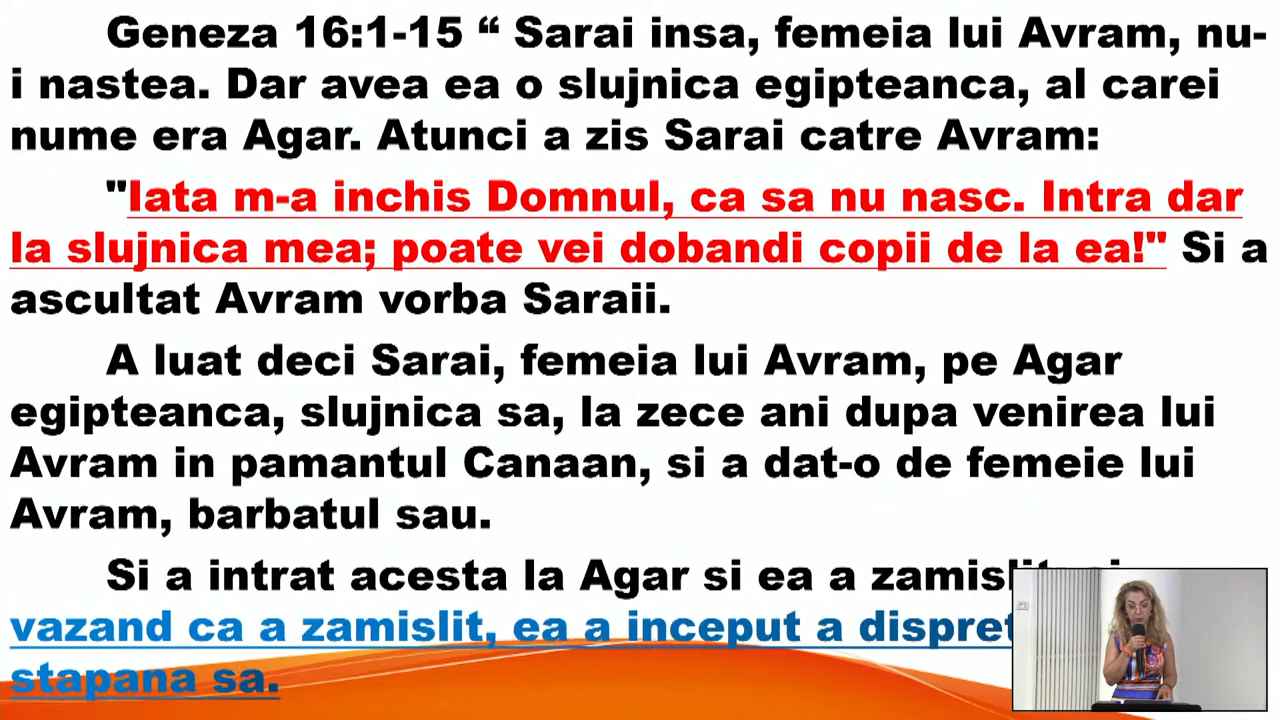 Geneza 16:1-15 “ Sarai insa, femeia lui Avram, nu-
i nastea. Dar avea ea o slujnica egipteanca, al carei
nume era Agar. Atunci a zis Sarai catre Avram:
"Iata m-a inchis Domnul, ca sa nu nasc. Intra dar
la slujnica mea; poate vei dobandi copii de la ea!" Si a
ascultat Avram vorba Saraii.
A luat deci Sarai, femeia lui Avram, pe Agar
egipteanca, slujnica sa, la zece ani dupa venirea lui
Avram in pamantul Canaan, si a dat-o de femeie lui
Avram, barbatul sau.
Si a intrat acesta la Agar si ea a
vazand ca a zamislit, ea a inceput a
stapana sa.